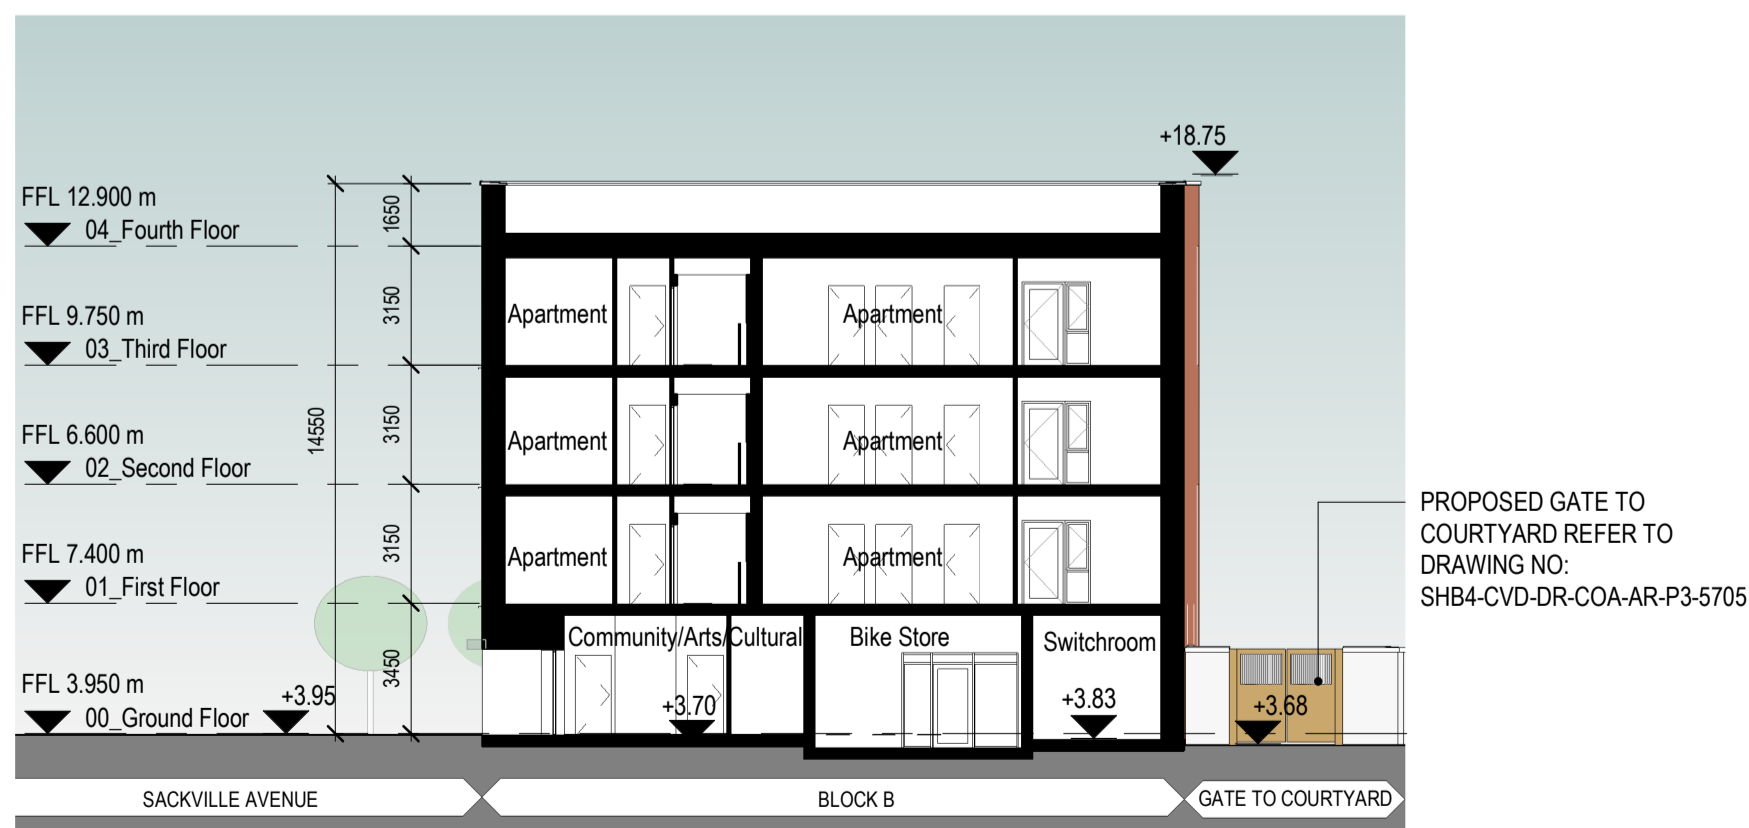 +18.75
FFL 12.900 m
04_Fourth Floor
1650
FFL 9.750 m
03_Third Floor
3150
Apartment
Apartment
FFL 6.600 m
02_Second Floor
14550
3150
Apartment
Apartment
FFL 7.400 m
01_First Floor
3150
Apartment
Apartment
PROPOSED GATE TO
COURTYARD REFER TO
DRAWING NO:
SHB4-CVD-DR-COA-AR-P3-5705
Community/Arts/Cultural
Bike Store
Switchroom
FFL 3.950 m
00_Ground Floor
+3.95
3450
+3.70
+3.83
+3.68
SACKVILLE AVENUE
BLOCK B
GATE TO COURTYARD